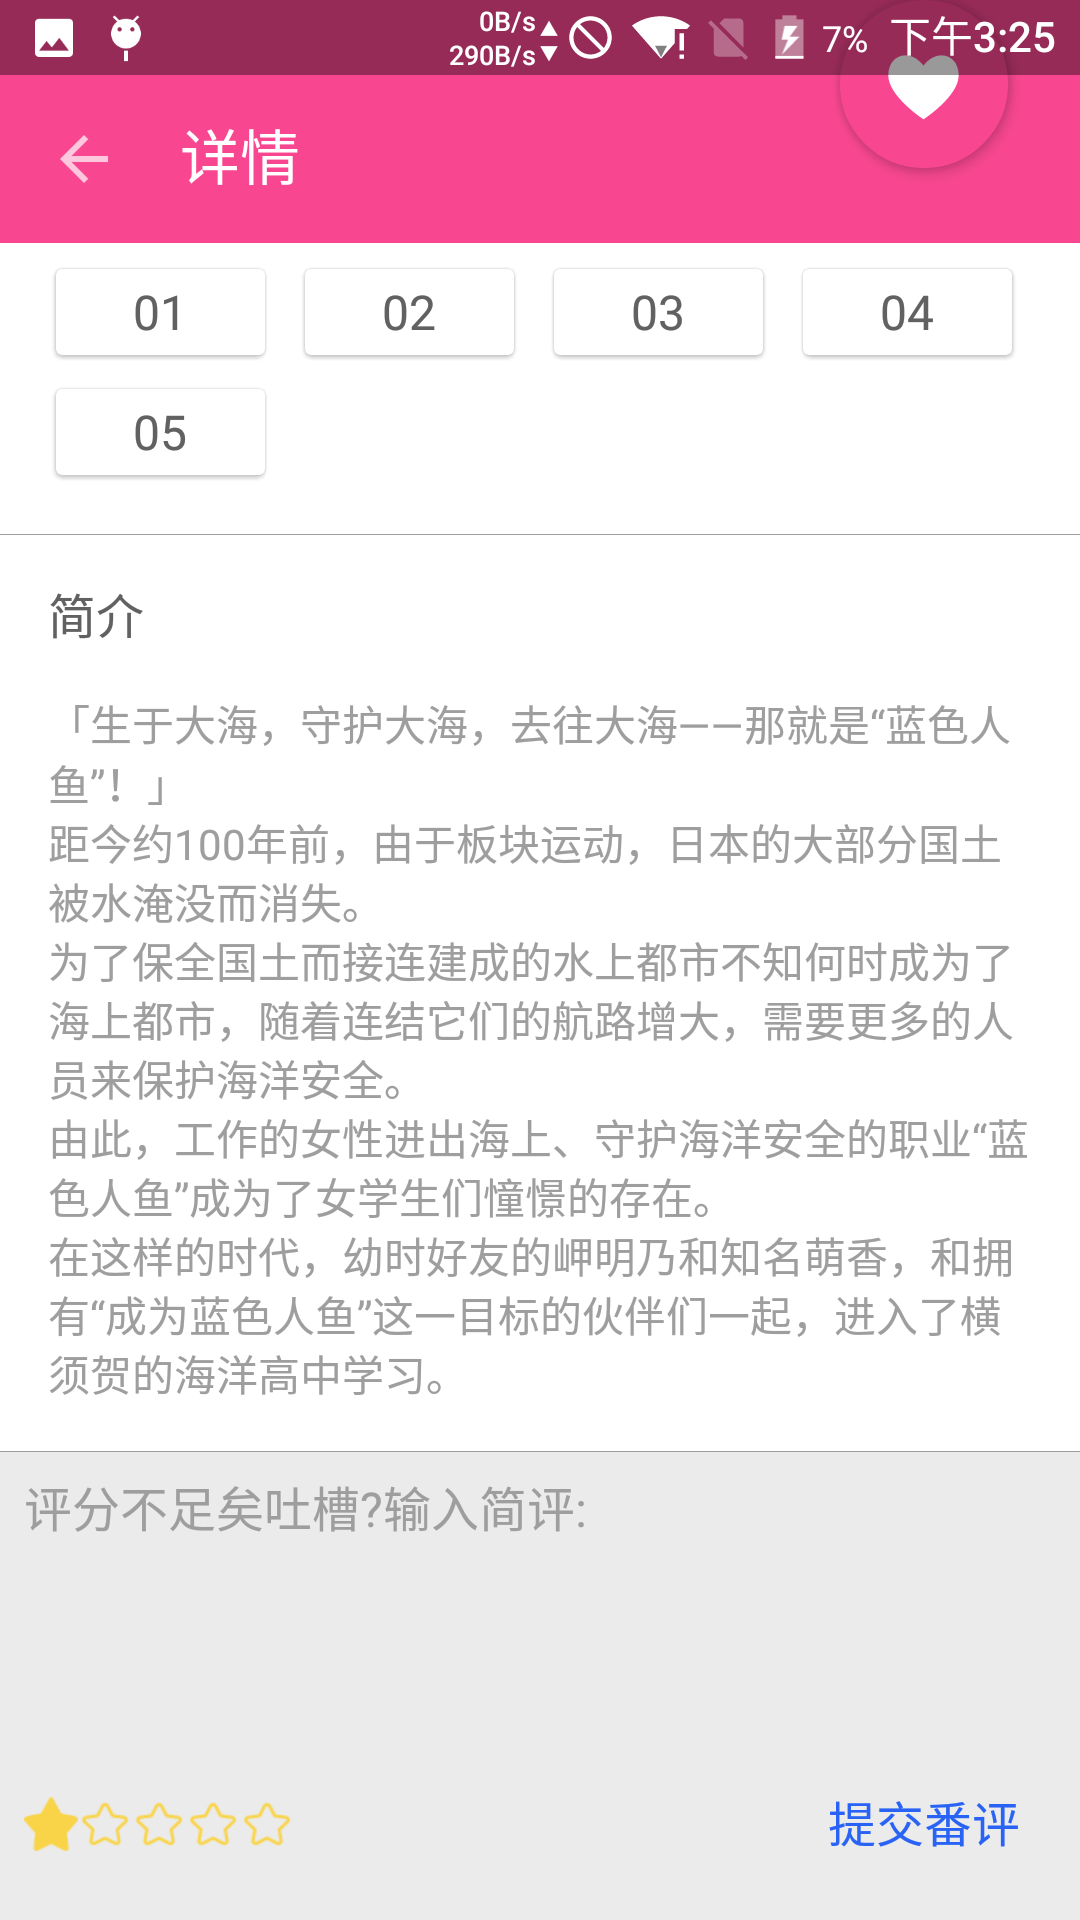 0B/s
290B/s
7%
下午3:25
详情
01 02 03 04
05
简介
「生于大海，守护大海，去往大海——那就是“蓝色人
鱼”！」
距今约100年前，由于板块运动，日本的大部分国土
被水淹没而消失。
为了保全国土而接连建成的水上都市不知何时成为了
海上都市，随着连结它们的航路增大，需要更多的人
员来保护海洋安全。
由此，工作的女性进出海上、守护海洋安全的职业“蓝
色人鱼”成为了女学生们憧憬的存在。
在这样的时代，幼时好友的岬明乃和知名萌香，和拥
有“成为蓝色人鱼”这一目标的伙伴们一起，进入了横
须贺的海洋高中学习。
评分不足矣吐槽?输入简评:
提交番评